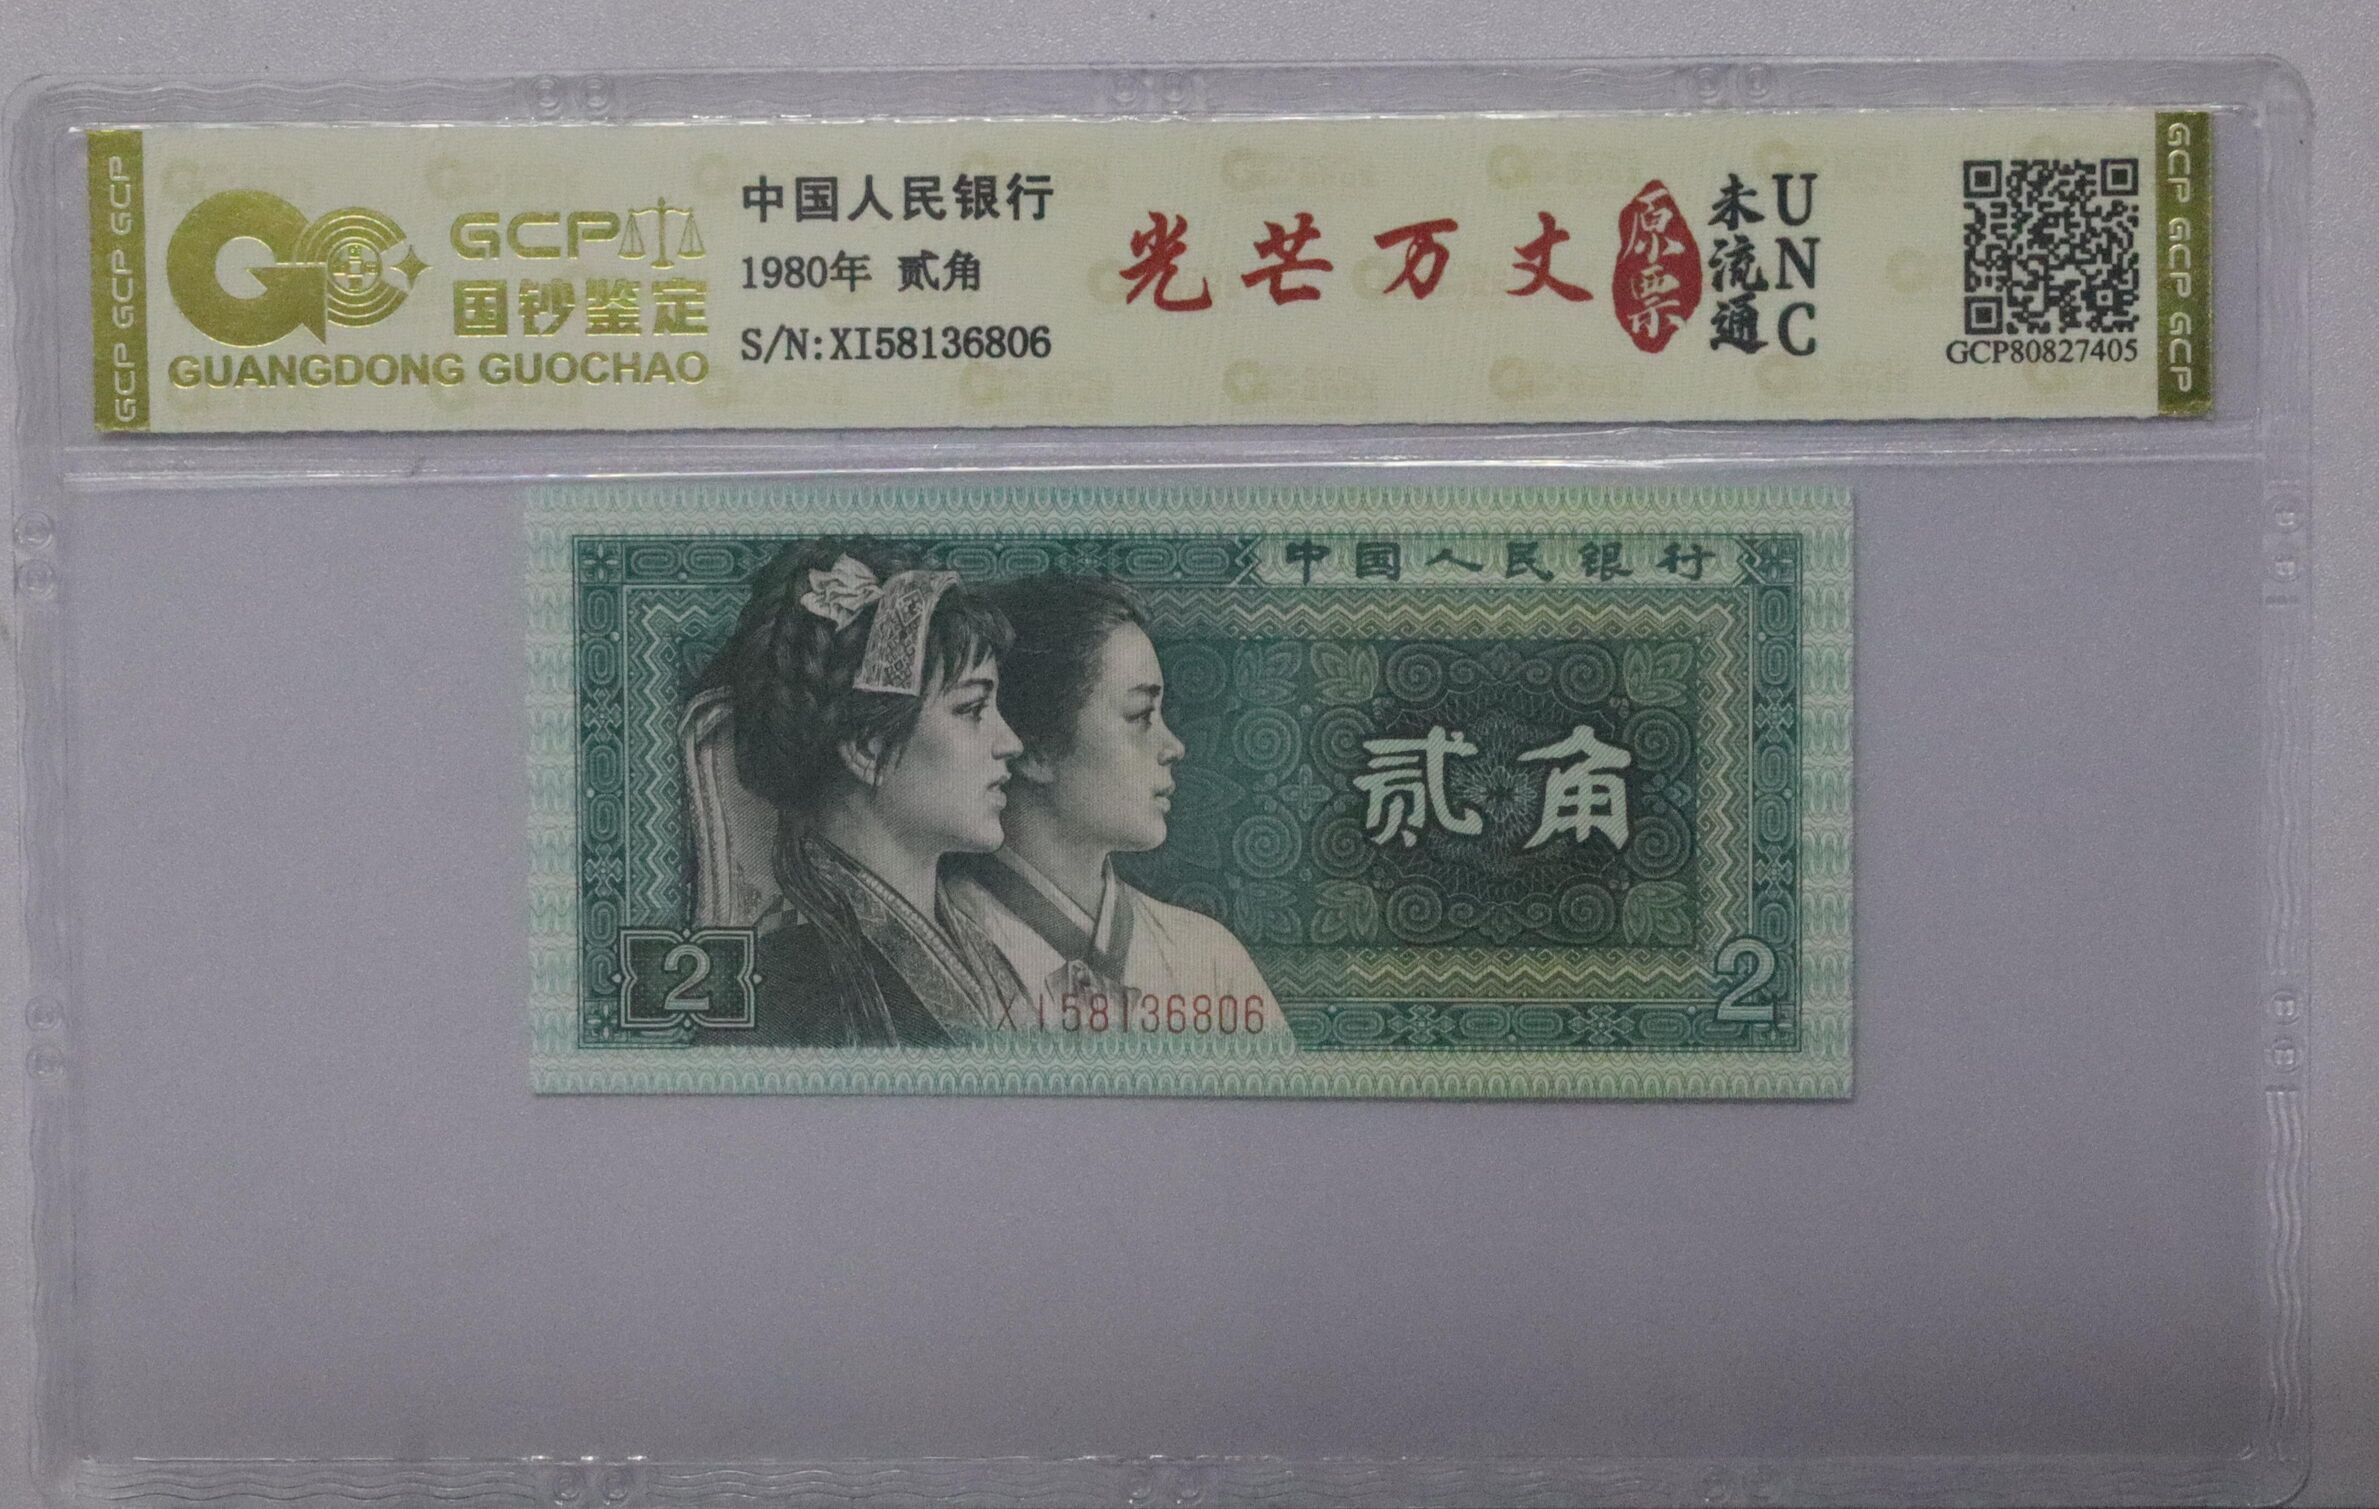 GCP GCP GCP
GCP
国钞鉴定
GUANGDONG GUOCHAO
中国人民银行
1980年 贰角
S/N:XI58136806
光芒万丈
原票
未流通
UNC
GCP80827405
GCP GCP GCP GCP
中国人民银行
贰角
2
XI58136806
2